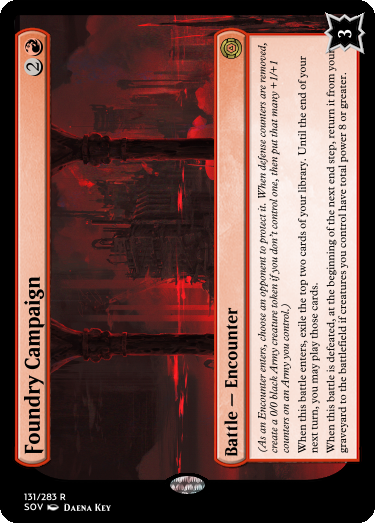 Foundry Campaign 2
Battle — Encounter
(As an Encounter enters, choose an opponent to protect it. When defense counters are removed,
create a 0/0 black Army creature token if you don't control one, then put that many +1/+1
counters on an Army you control.)
When this battle enters, exile the top two cards of your library. Until the end of your
next turn, you may play those cards.
When this battle is defeated, at the beginning of the next end step, return it from your
graveyard to the battlefield if creatures you control have total power 8 or greater.
3
131/283 R
SOV Daena Key